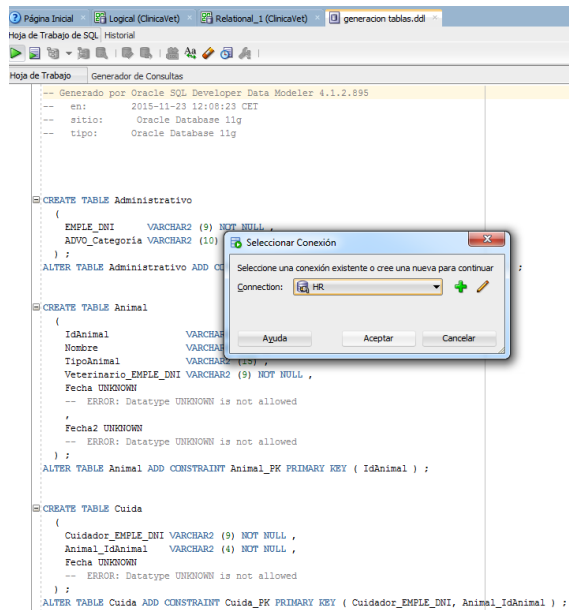 Página Inicial
Logical (ClinicaVet)
Relational_1 (ClinicaVet)
generacion tablas.ddl
Hoja de Trabajo de SQL Historial
Hoja de Trabajo Generador de Consultas
-- Generado por Oracle SQL Developer Data Modeler 4.1.2.895
-- en: 2015-11-23 12:08:23 CET
-- sitio: Oracle Database 11g
-- tipo: Oracle Database 11g
CREATE TABLE Administrativo
(
EMPLE_DNI VARCHAR2 (9) NOT NULL ,
ADVO_Categoria VARCHAR2 (10)
) ;
ALTER TABLE Administrativo ADD CO ;
Seleccionar Conexión
Seleccione una conexión existente o cree una nueva para continuar
Connection: HR
Ayuda Aceptar Cancelar
CREATE TABLE Animal
(
IdAnimal VARCHAR
Nombre VARCHAR
TipoAnimal VARCHAR2 (15) ,
Veterinario_EMPLE_DNI VARCHAR2 (9) NOT NULL ,
Fecha UNKNOWN
-- ERROR: Datatype UNKNOWN is not allowed
,
Fecha2 UNKNOWN
-- ERROR: Datatype UNKNOWN is not allowed
) ;
ALTER TABLE Animal ADD CONSTRAINT Animal_PK PRIMARY KEY ( IdAnimal ) ;
CREATE TABLE Cuida
(
Cuidador_EMPLE_DNI VARCHAR2 (9) NOT NULL ,
Animal_IdAnimal VARCHAR2 (4) NOT NULL ,
Fecha UNKNOWN
-- ERROR: Datatype UNKNOWN is not allowed
) ;
ALTER TABLE Cuida ADD CONSTRAINT Cuida_PK PRIMARY KEY ( Cuidador_EMPLE_DNI, Animal_IdAnimal ) ;